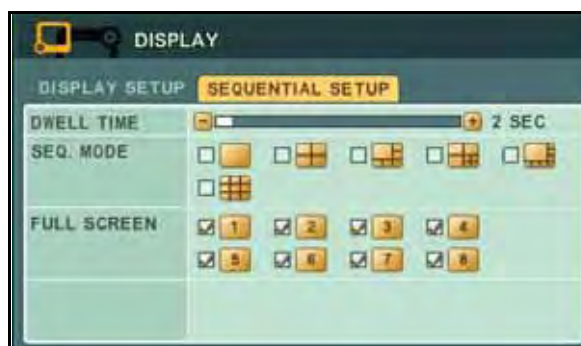 DISPLAY
DISPLAY SETUP SEQUENTIAL SETUP
DWELL TIME - + 2 SEC
SEQ. MODE
FULL SCREEN 1 2 3 4
5 6 7 8